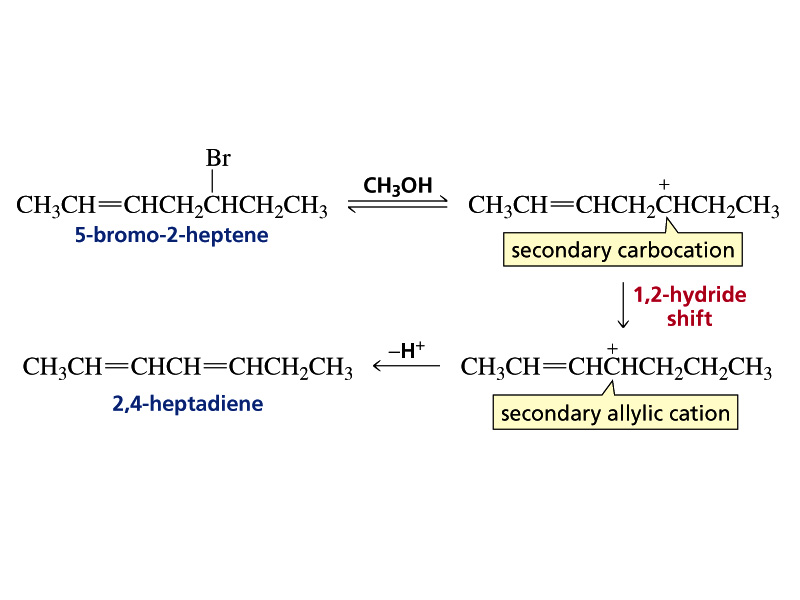 Br
CH₃CH=CHCH₂CHCH₂CH₃
5-bromo-2-heptene
CH₃OH
+
CH₃CH=CHCH₂CHCH₂CH₃
secondary carbocation
1,2-hydride
shift
CH₃CH=CHCH=CHCH₂CH₃
2,4-heptadiene
–H⁺
+
CH₃CH=CHCHCH₂CH₂CH₃
secondary allylic cation